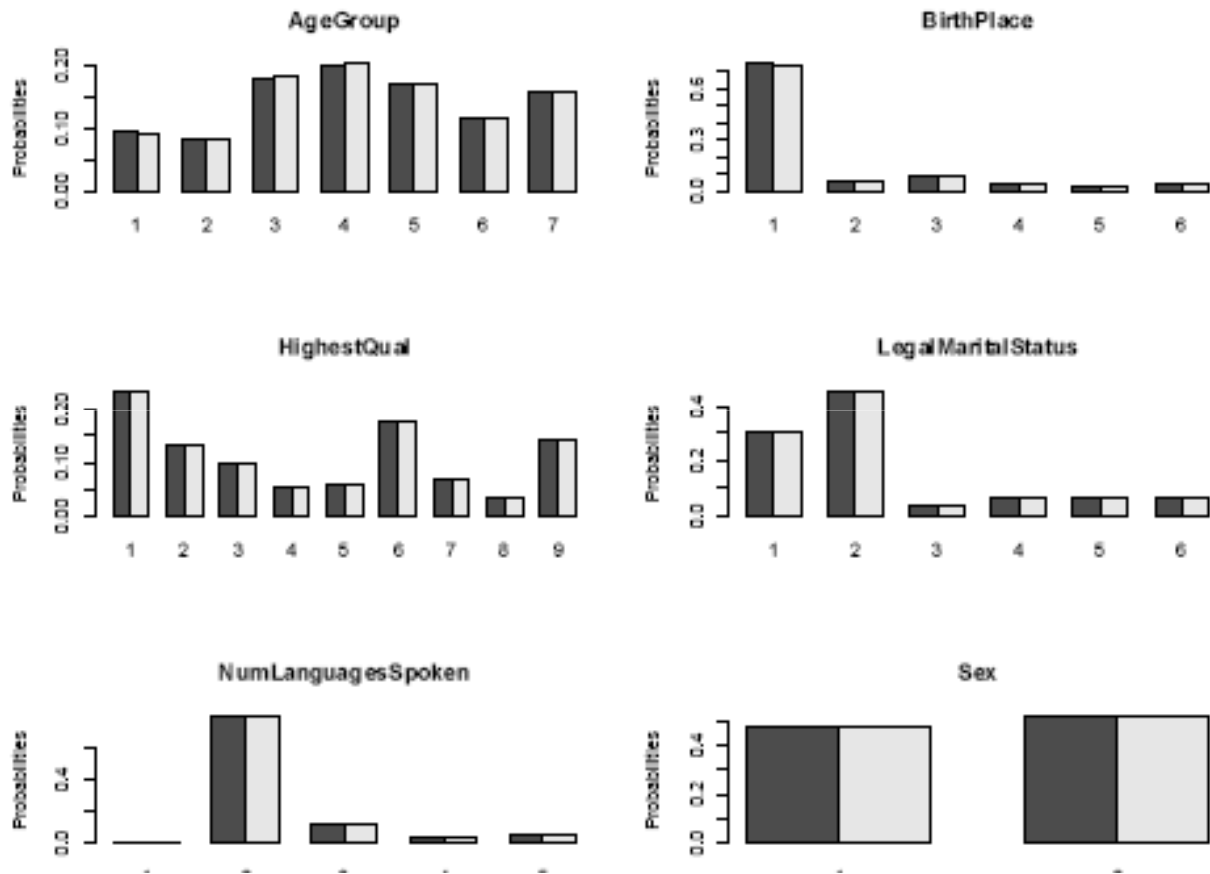 AgeGroup
Probabilities
0.00 0.10 0.20
1 2 3 4 5 6 7
BirthPlace
Probabilities
0.0 0.3 0.6
1 2 3 4 5 6
HighestQual
Probabilities
0.00 0.10 0.20
1 2 3 4 5 6 7 8 9
LegalMaritalStatus
Probabilities
0.0 0.2 0.4
1 2 3 4 5 6
NumLanguagesSpoken
Probabilities
0.0 0.4
Sex
Probabilities
0.0 0.2 0.4